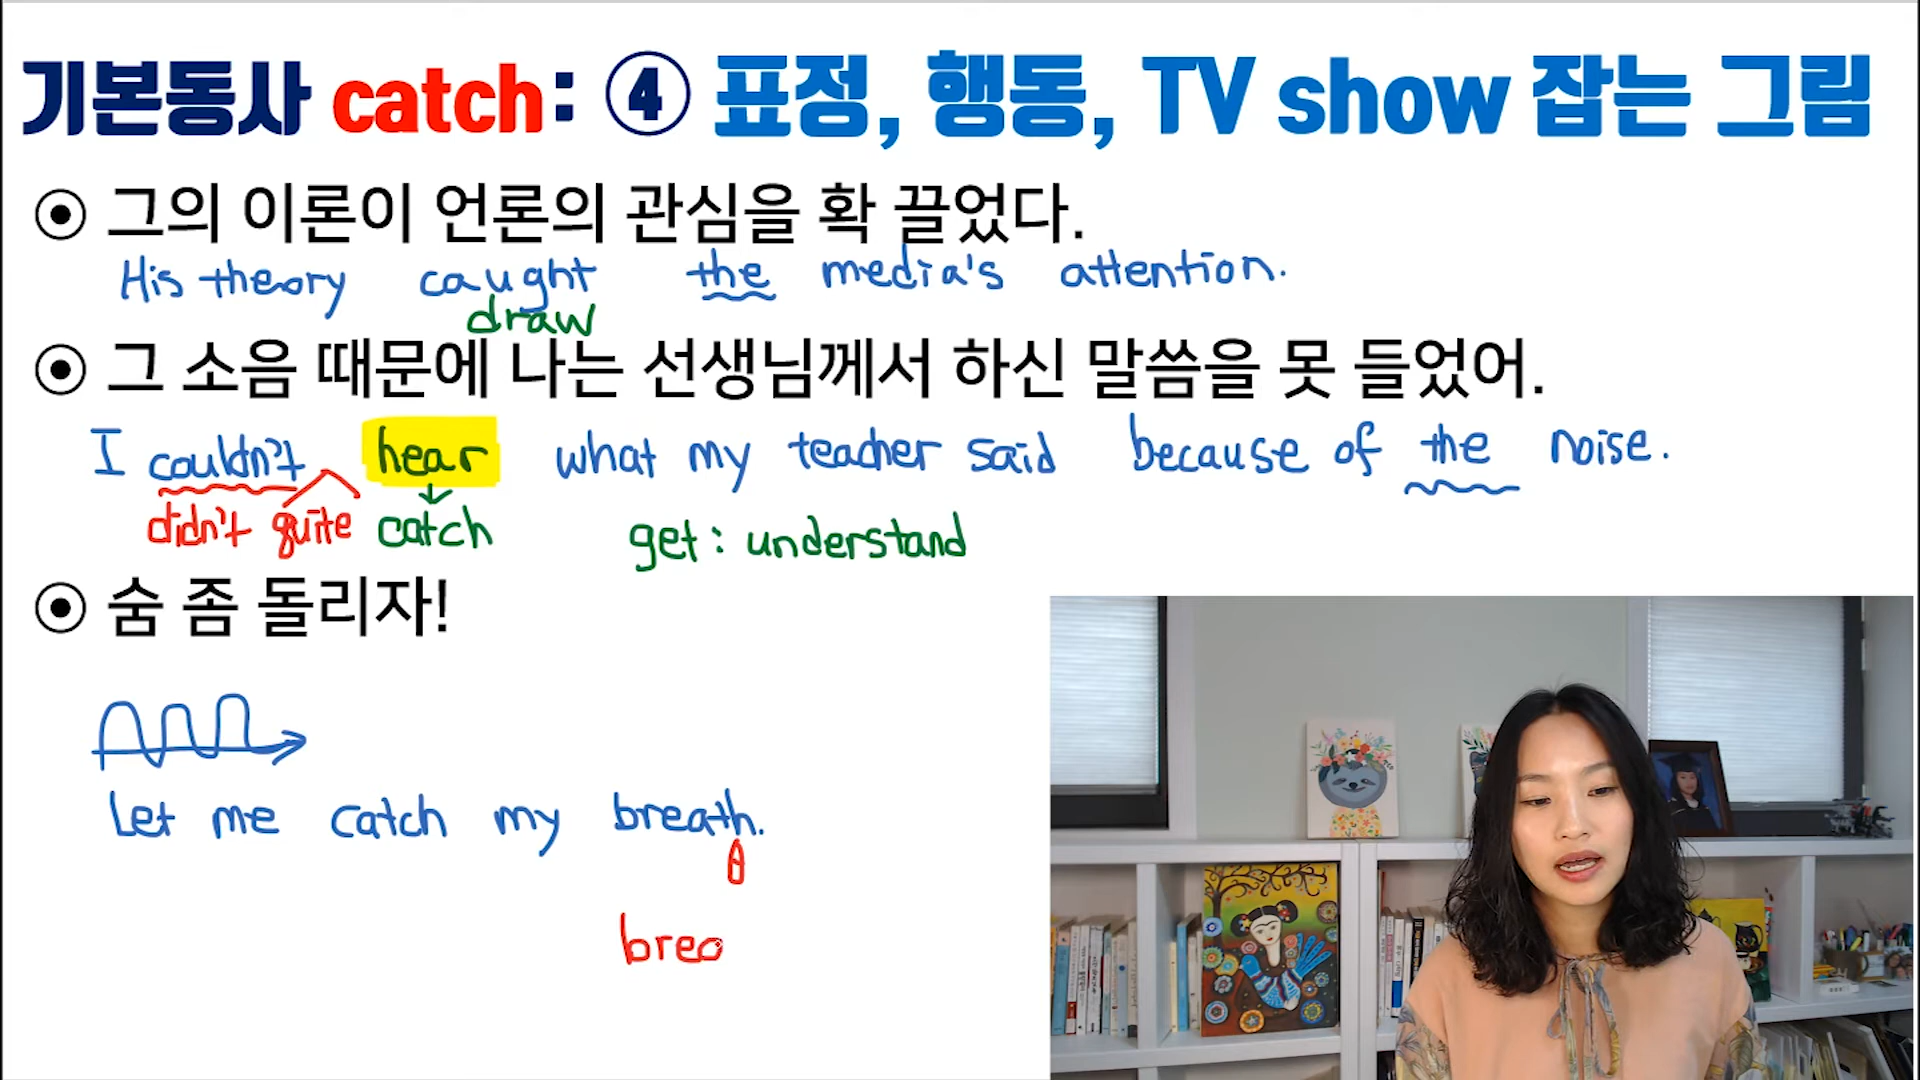 기본동사 catch: ④ 표정, 행동, TV show 잡는 그림
⦿ 그의 이론이 언론의 관심을 확 끌었다.
His theory caught the media's attention.
draw
⦿ 그 소음 때문에 나는 선생님께서 하신 말씀을 못 들었어.
I couldn't hear what my teacher said because of the noise.
didn't quite catch get: understand
⦿ 숨 좀 돌리자!
Let me catch my breath.
θ
brea